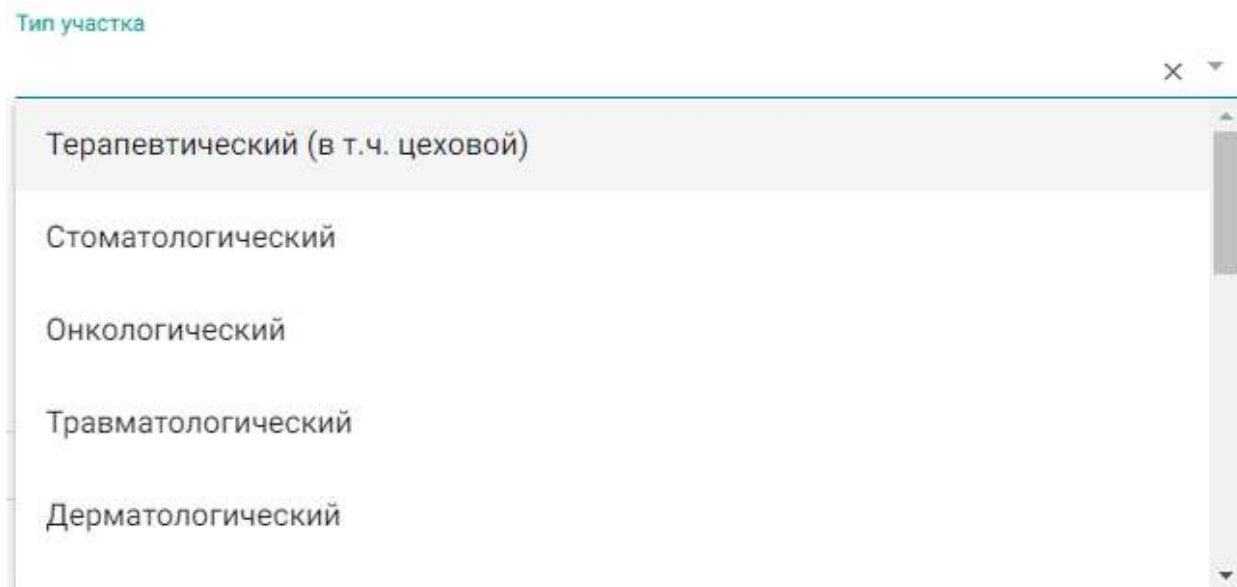 Тип участка
Терапевтический (в т.ч. цеховой)
Стоматологический
Онкологический
Травматологический
Дерматологический